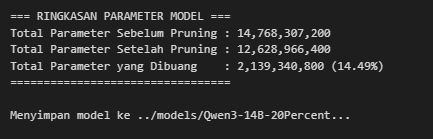 === RINGKASAN PARAMETER MODEL ===
Total Parameter Sebelum Pruning : 14,768,307,200
Total Parameter Setelah Pruning : 12,628,966,400
Total Parameter yang Dibuang    : 2,139,340,800 (14.49%)
=================================
Menyimpan model ke ../models/Qwen3-14B-20Percent...